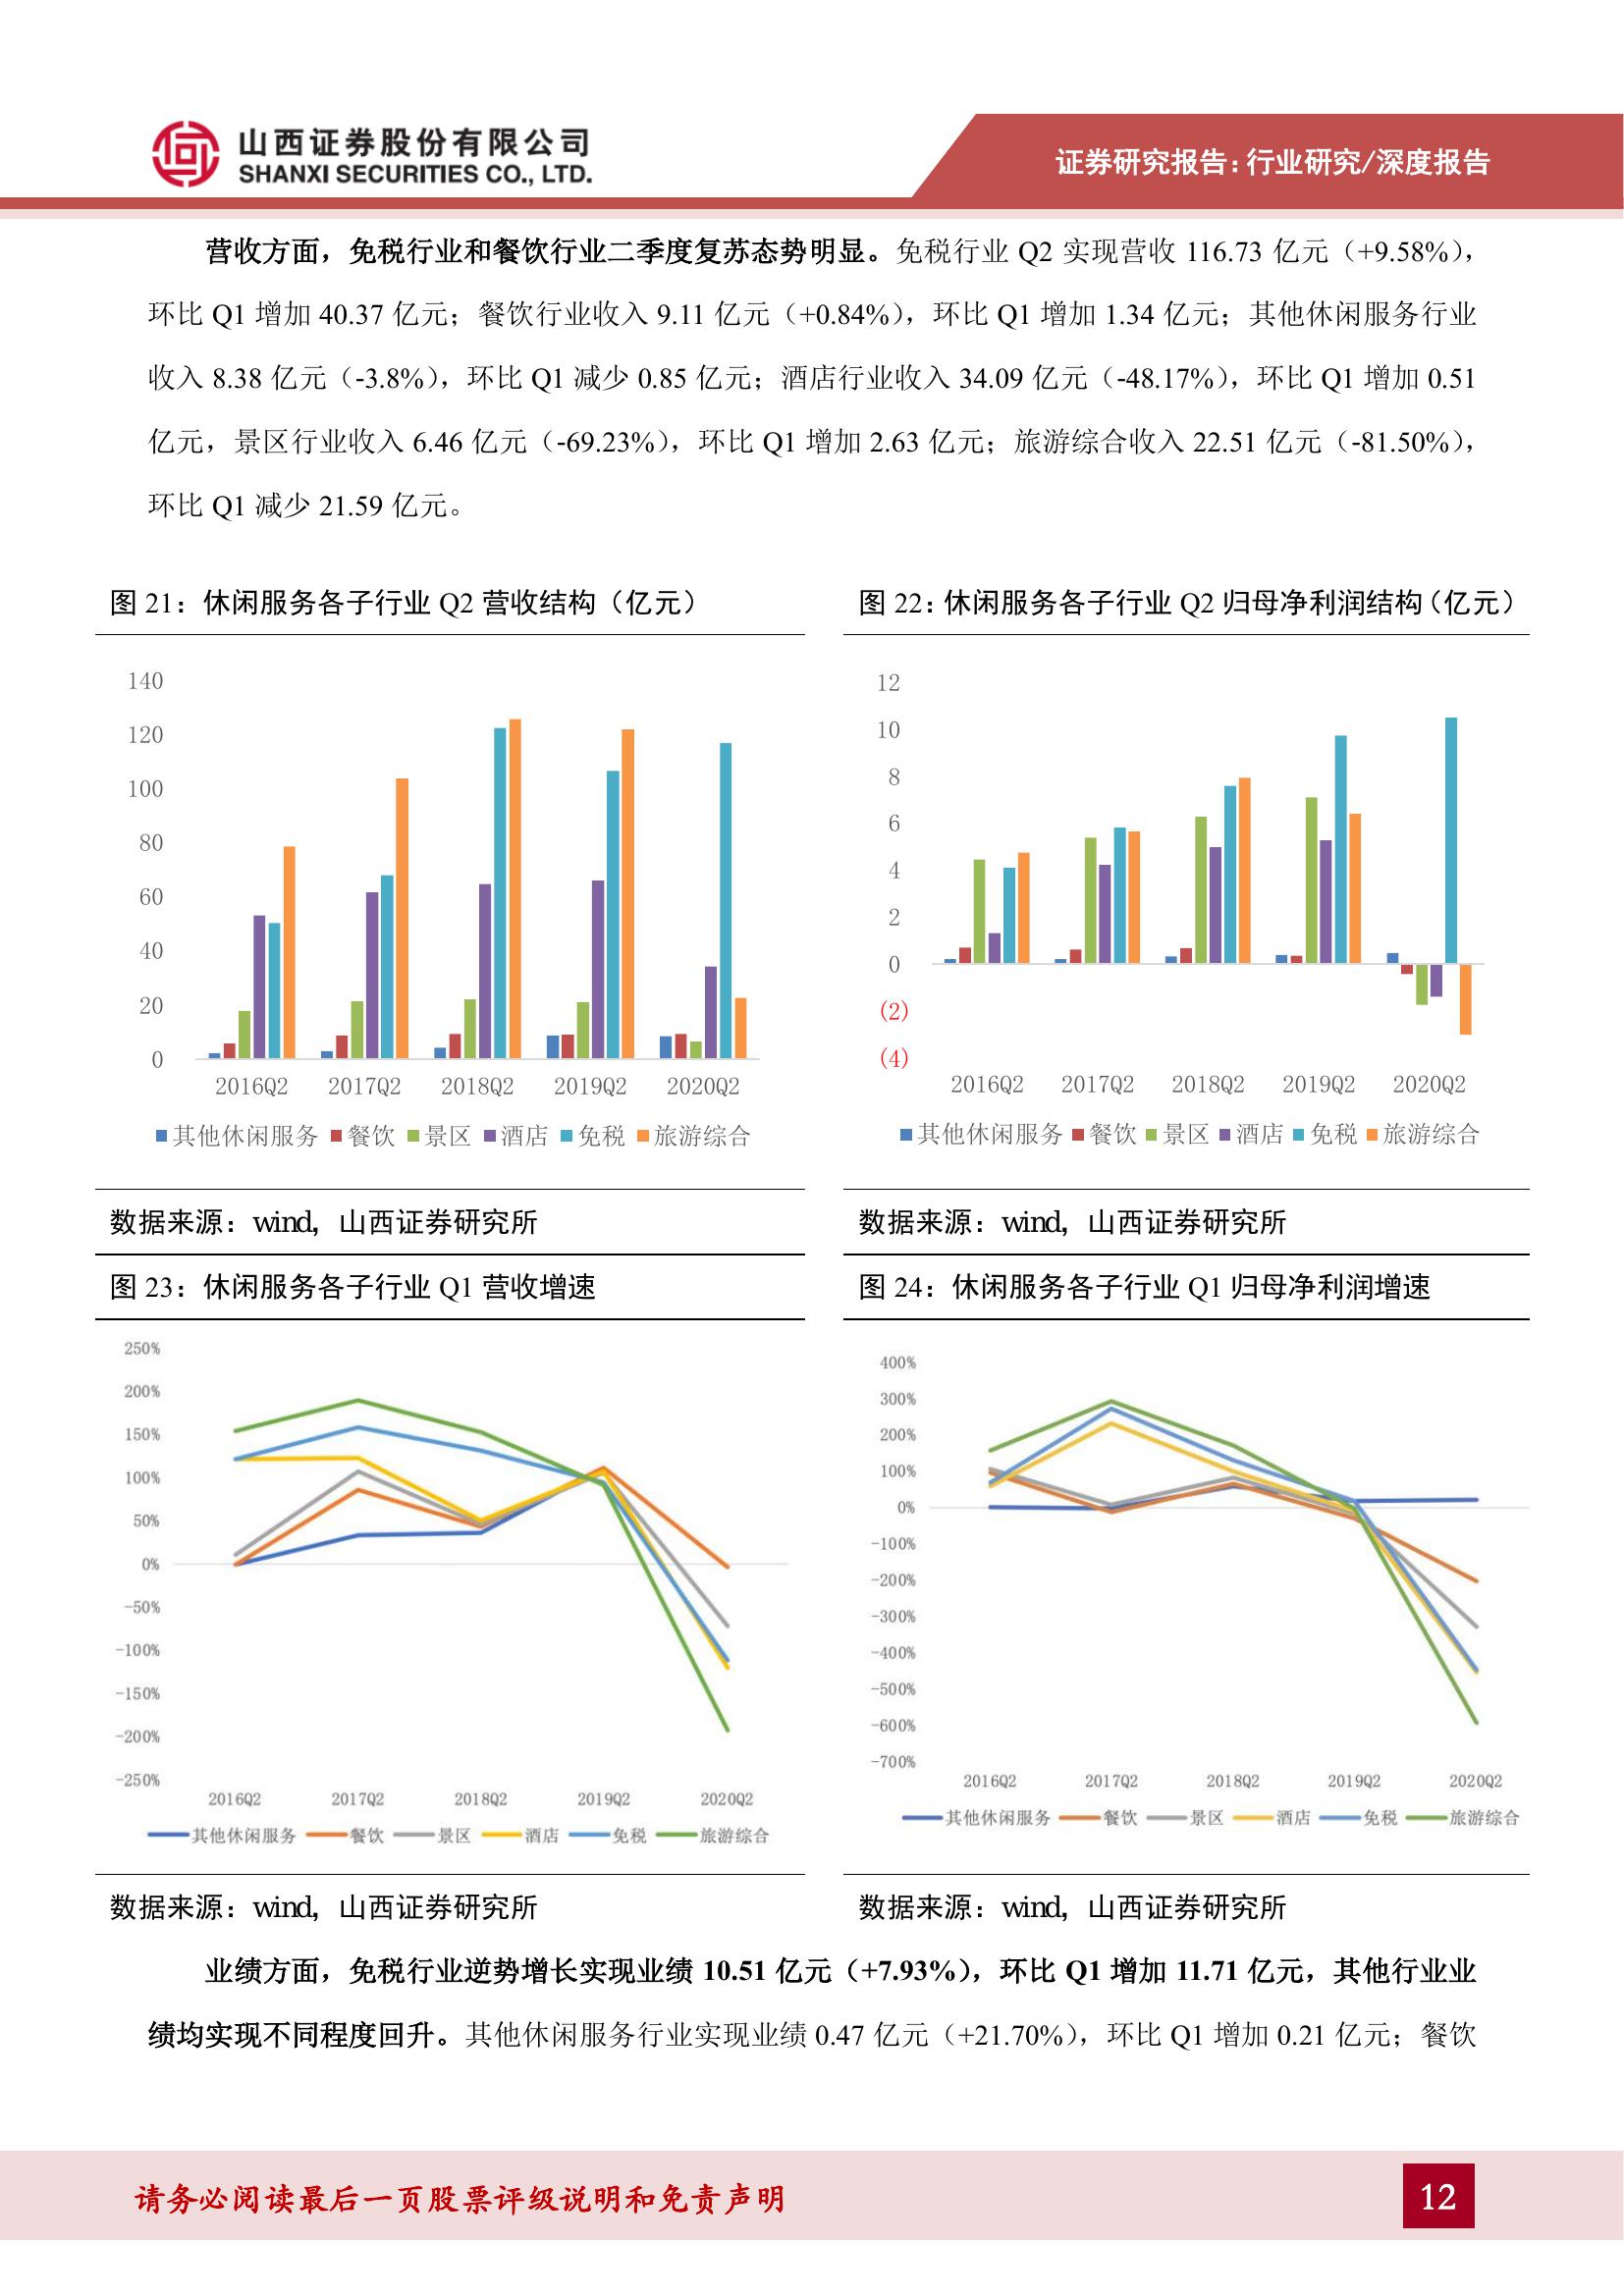 山西证券股份有限公司
SHANXI SECURITIES CO., LTD.
证券研究报告：行业研究/深度报告
营收方面，免税行业和餐饮行业二季度复苏态势明显。免税行业 Q2 实现营收 116.73 亿元（+9.58%），
环比 Q1 增加 40.37 亿元；餐饮行业收入 9.11 亿元（+0.84%），环比 Q1 增加 1.34 亿元；其他休闲服务行业
收入 8.38 亿元（-3.8%），环比 Q1 减少 0.85 亿元；酒店行业收入 34.09 亿元（-48.17%），环比 Q1 增加 0.51
亿元，景区行业收入 6.46 亿元（-69.23%），环比 Q1 增加 2.63 亿元；旅游综合收入 22.51 亿元（-81.50%），
环比 Q1 减少 21.59 亿元。
图 21：休闲服务各子行业 Q2 营收结构（亿元）
140
120
100
80
60
40
20
0
2016Q2 2017Q2 2018Q2 2019Q2 2020Q2
其他休闲服务 餐饮 景区 酒店 免税 旅游综合
数据来源：wind，山西证券研究所
图 22：休闲服务各子行业 Q2 归母净利润结构（亿元）
12
10
8
6
4
2
0
(2)
(4)
2016Q2 2017Q2 2018Q2 2019Q2 2020Q2
其他休闲服务 餐饮 景区 酒店 免税 旅游综合
数据来源：wind，山西证券研究所
图 23：休闲服务各子行业 Q1 营收增速
250%
200%
150%
100%
50%
0%
-50%
-100%
-150%
-200%
-250%
2016Q2 2017Q2 2018Q2 2019Q2 2020Q2
其他休闲服务 餐饮 景区 酒店 免税 旅游综合
数据来源：wind，山西证券研究所
图 24：休闲服务各子行业 Q1 归母净利润增速
400%
300%
200%
100%
0%
-100%
-200%
-300%
-400%
-500%
-600%
-700%
2016Q2 2017Q2 2018Q2 2019Q2 2020Q2
其他休闲服务 餐饮 景区 酒店 免税 旅游综合
数据来源：wind，山西证券研究所
业绩方面，免税行业逆势增长实现业绩 10.51 亿元（+7.93%），环比 Q1 增加 11.71 亿元，其他行业业
绩均实现不同程度回升。其他休闲服务行业实现业绩 0.47 亿元（+21.70%），环比 Q1 增加 0.21 亿元；餐饮
请务必阅读最后一页股票评级说明和免责声明
12